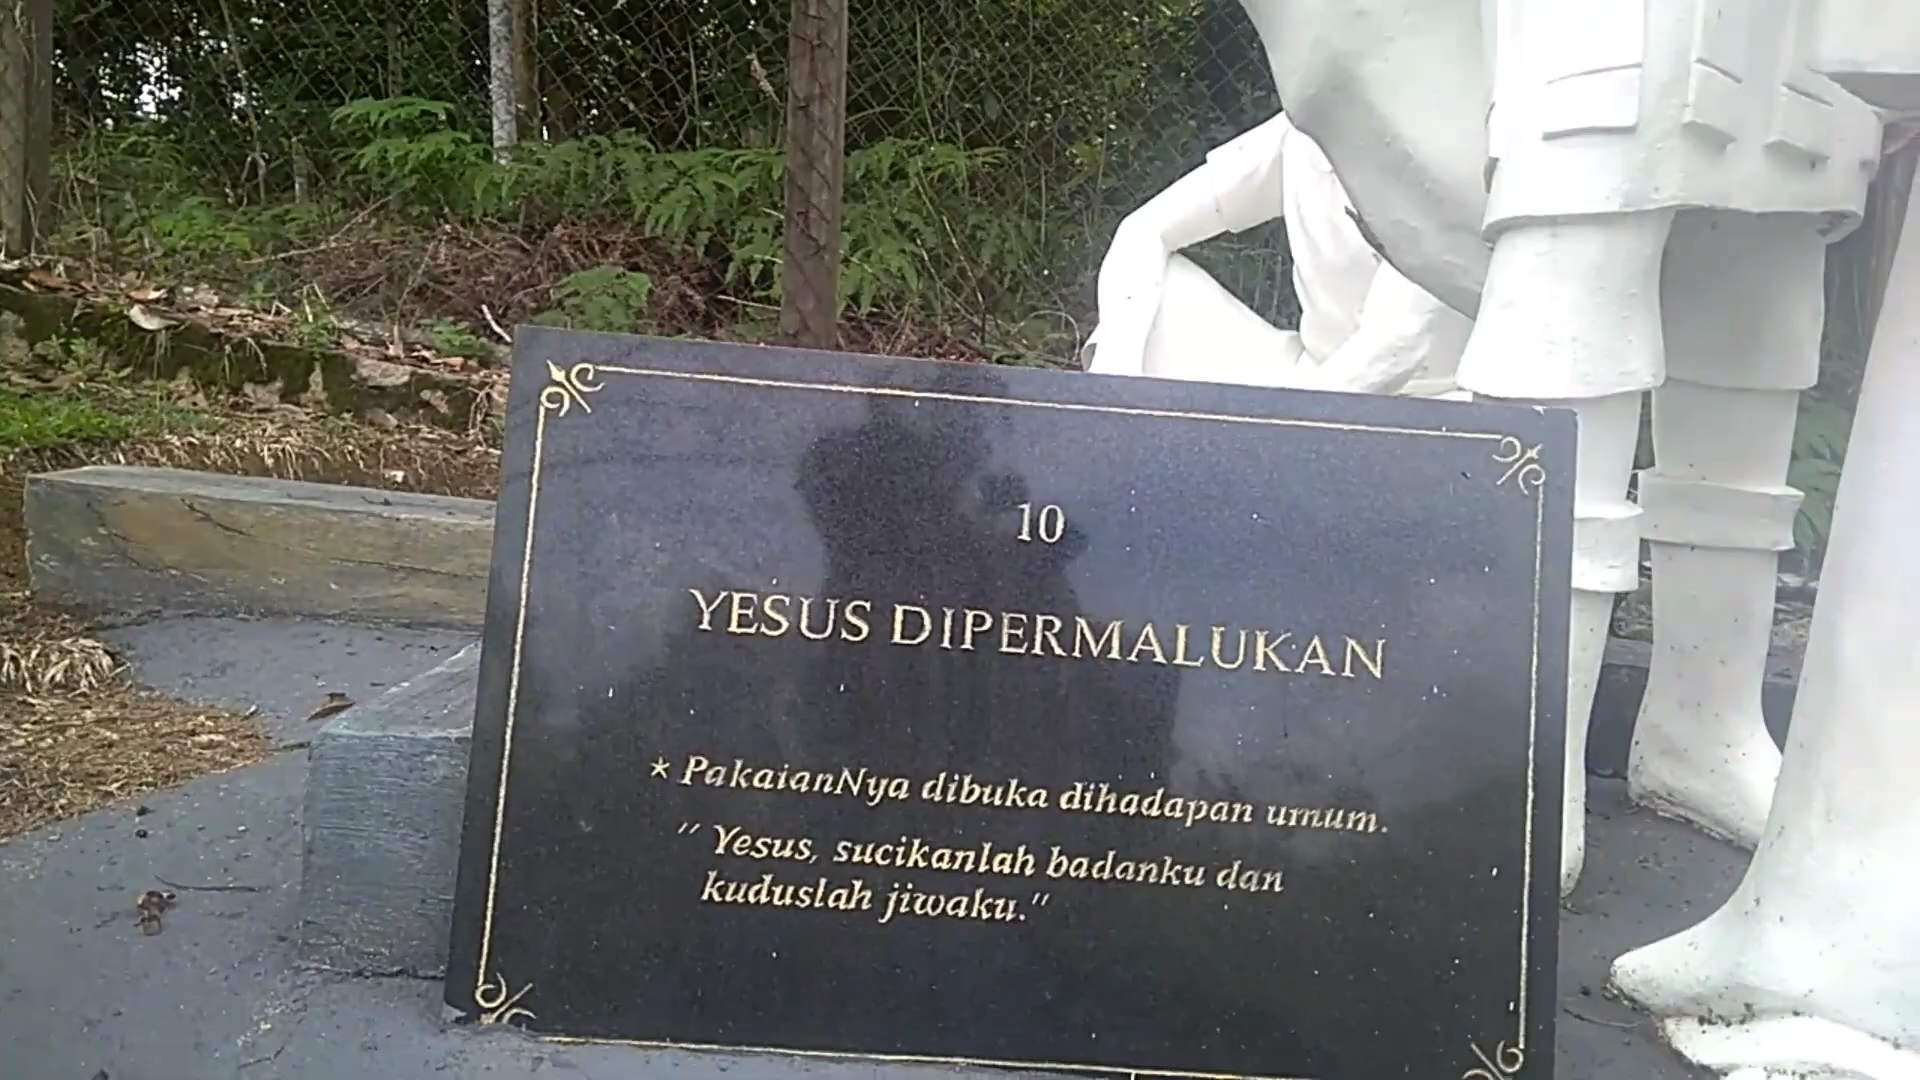 10
YESUS DIPERMALUKAN
* PakaianNya dibuka dihadapan umum.
" Yesus, sucikanlah badanku dan
kuduslah jiwaku."